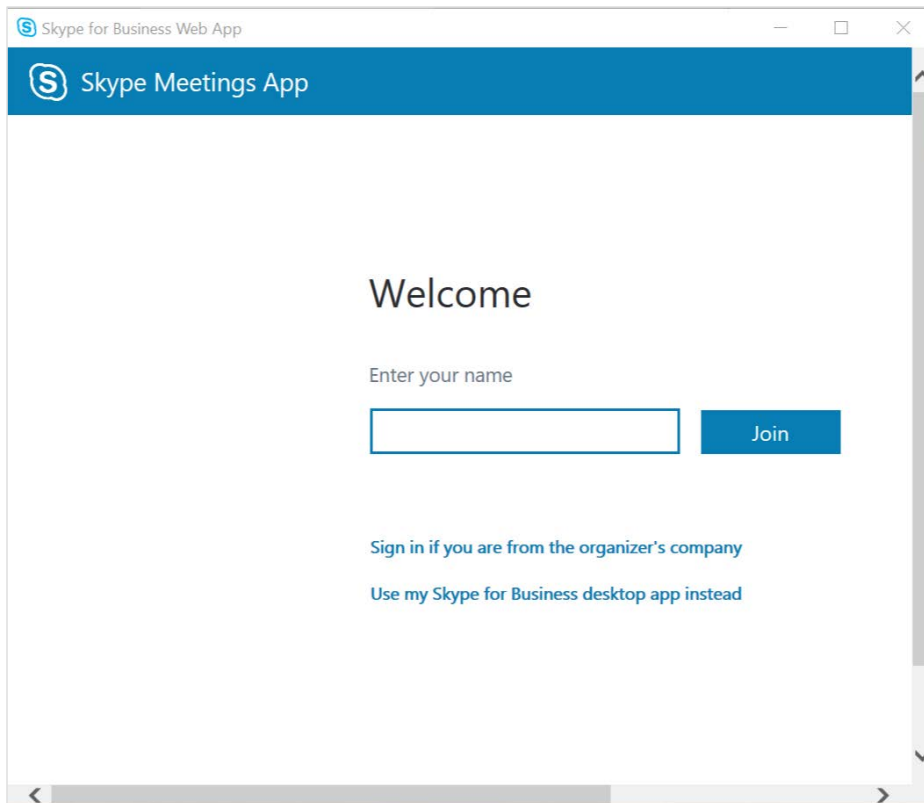 Skype for Business Web App
Skype Meetings App
Welcome
Enter your name
Join
Sign in if you are from the organizer's company
Use my Skype for Business desktop app instead